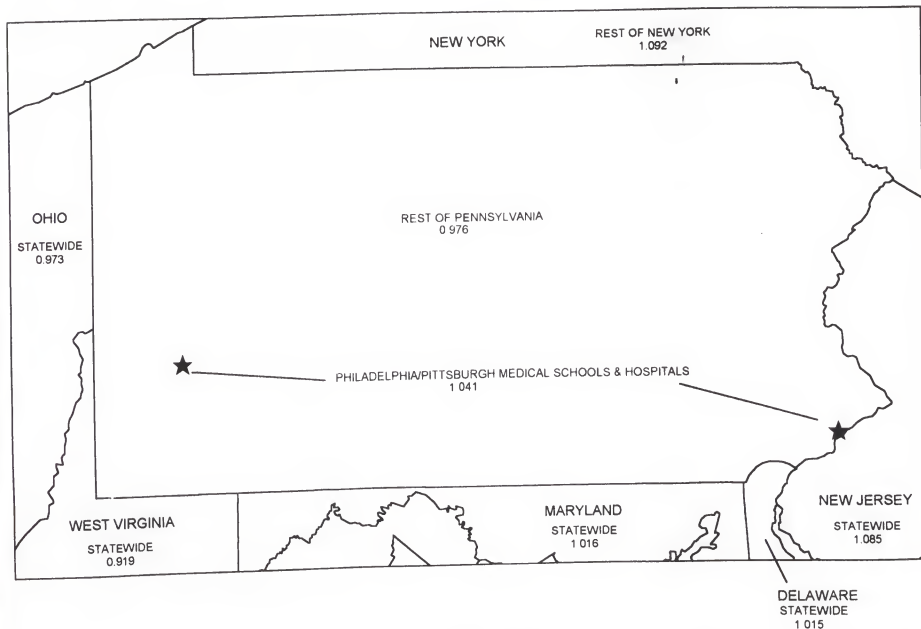 NEW YORK
REST OF NEW YORK
1.092
OHIO
STATEWIDE
0.973
REST OF PENNSYLVANIA
0 976
PHILADELPHIA/PITTSBURGH MEDICAL SCHOOLS & HOSPITALS
1 041
WEST VIRGINIA
STATEWIDE
0.919
MARYLAND
STATEWIDE
1 016
NEW JERSEY
STATEWIDE
1.085
DELAWARE
STATEWIDE
1 015